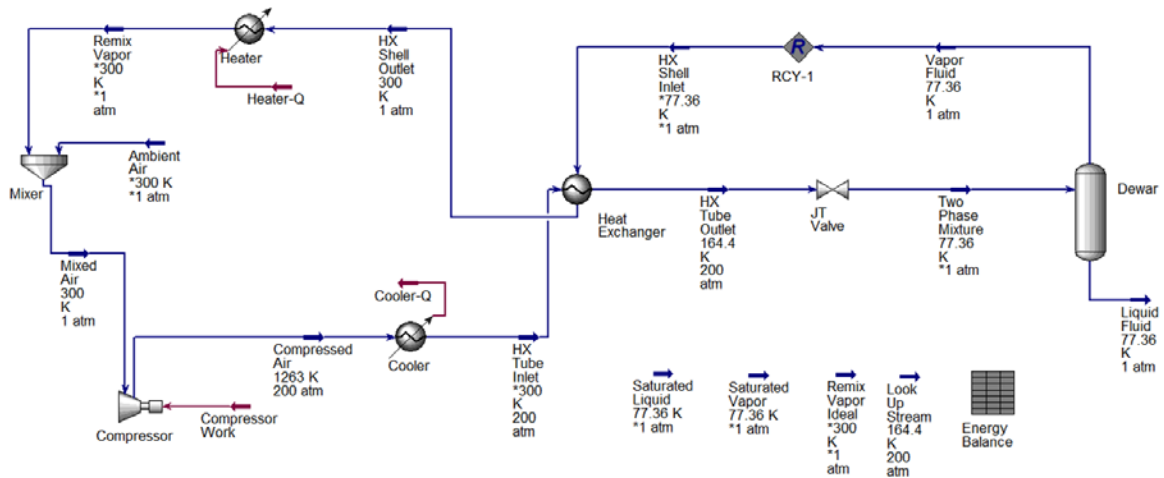 Remix
Vapor
*300
K
*1
atm
Heater
Heater-Q
HX
Shell
Outlet
300
K
1 atm
HX
Shell
Inlet
*77.36
K
*1 atm
R
RCY-1
Vapor
Fluid
77.36
K
1 atm
Mixer
Ambient
Air
*300 K
*1 atm
Heat
Exchanger
HX
Tube
Outlet
164.4
K
200
atm
JT
Valve
Two
Phase
Mixture
77.36
K
*1 atm
Dewar
Mixed
Air
300
K
1 atm
Cooler-Q
Compressed
Air
1263 K
200 atm
Cooler
HX
Tube
Inlet
*300
K
200
atm
Liquid
Fluid
77.36
K
1 atm
Compressor
Compressor
Work
Saturated
Liquid
77.36 K
*1 atm
Saturated
Vapor
77.36 K
*1 atm
Remix
Vapor
Ideal
*300
K
*1
atm
Look
Up
Stream
164.4
K
200
atm
Energy
Balance